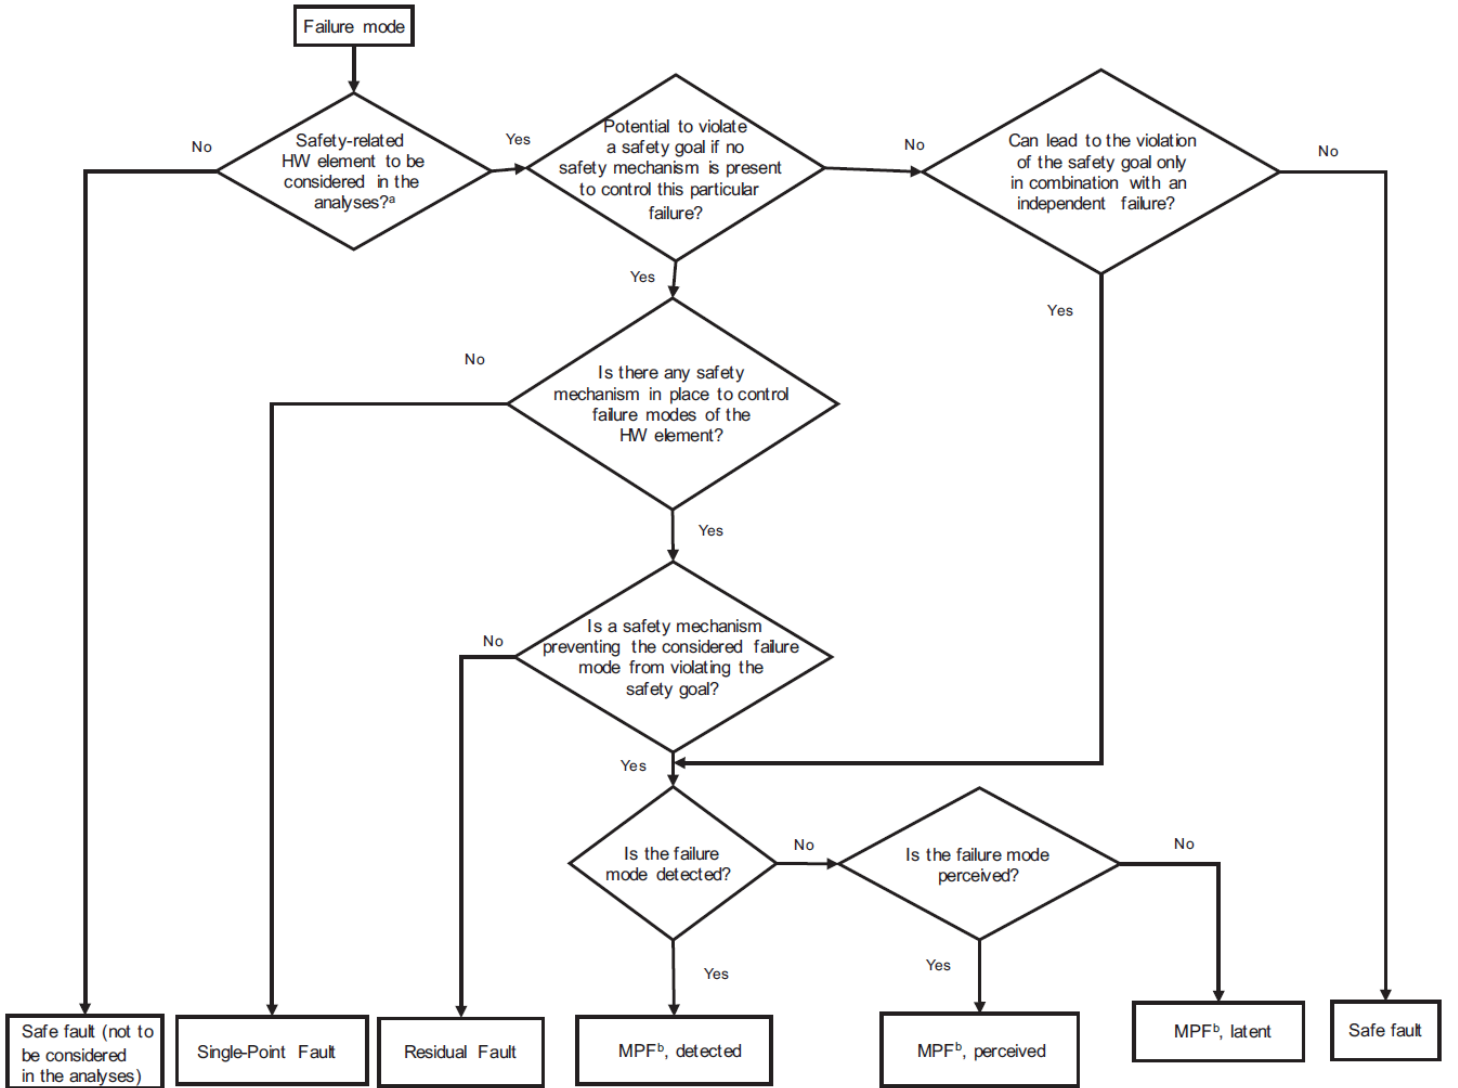 Failure mode
No
Safety-related
HW element to be
considered in the
analyses?ª
Yes
Potential to violate
a safety goal if no
safety mechanism is present
to control this particular
failure?
No
Can lead to the violation
of the safety goal only
in combination with an
independent failure?
No
Yes
Yes
No
Is there any safety
mechanism in place to control
failure modes of the
HW element?
Yes
No
Is a safety mechanism
preventing the considered failure
mode from violating the
safety goal?
Yes
Is the failure
mode detected?
No
Is the failure mode
perceived?
No
Yes
Yes
Safe fault (not to
be considered
in the analyses)
Single-Point Fault
Residual Fault
MPFᵇ, detected
MPFᵇ, perceived
MPFᵇ, latent
Safe fault